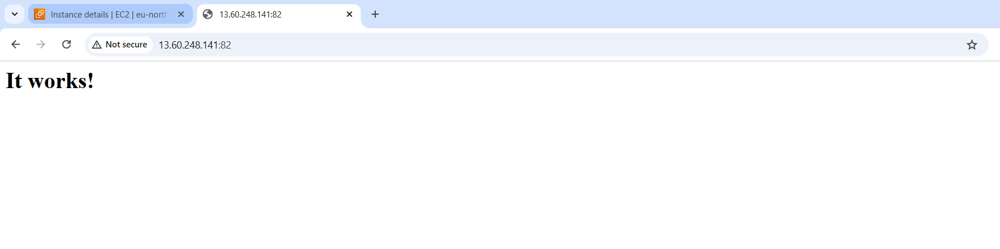 Instance details | EC2 | eu-north
13.60.248.141:82
Not secure
13.60.248.141:82
It works!